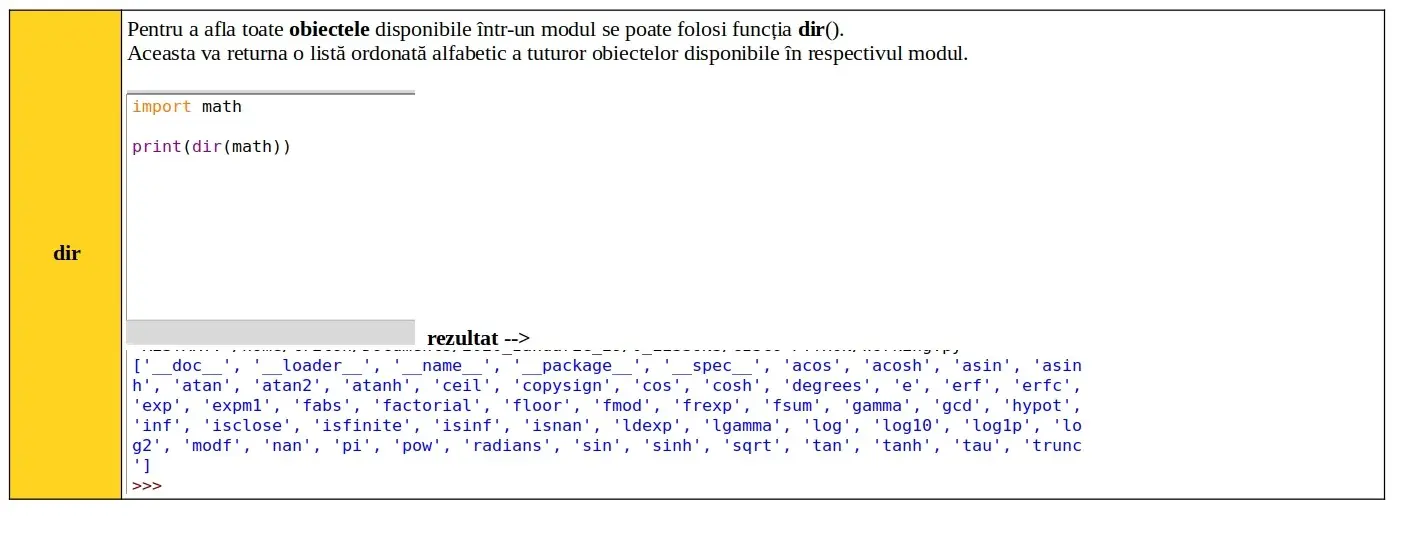 dir
Pentru a afla toate obiectele disponibile într-un modul se poate folosi funcția dir().
Aceasta va returna o listă ordonată alfabetic a tuturor obiectelor disponibile în respectivul modul.
import math
print(dir(math))
rezultat -->
['__doc__', '__loader__', '__name__', '__package__', '__spec__', 'acos', 'acosh', 'asin', 'asin
h', 'atan', 'atan2', 'atanh', 'ceil', 'copysign', 'cos', 'cosh', 'degrees', 'e', 'erf', 'erfc',
'exp', 'expm1', 'fabs', 'factorial', 'floor', 'fmod', 'frexp', 'fsum', 'gamma', 'gcd', 'hypot',
'inf', 'isclose', 'isfinite', 'isinf', 'isnan', 'ldexp', 'lgamma', 'log', 'log10', 'log1p', 'lo
g2', 'modf', 'nan', 'pi', 'pow', 'radians', 'sin', 'sinh', 'sqrt', 'tan', 'tanh', 'tau', 'trunc
']
>>>